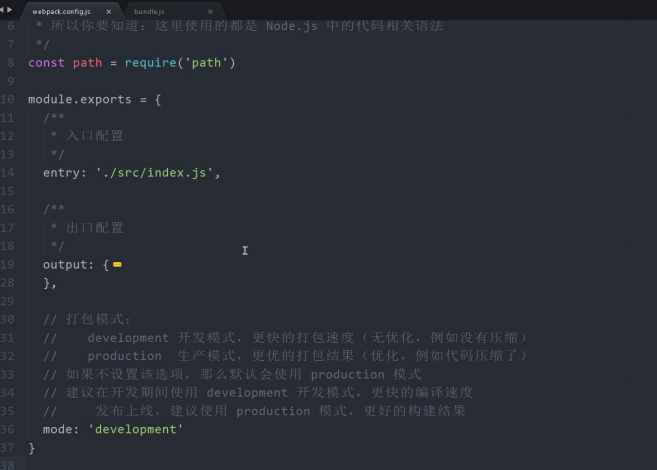 webpack.config.js × bundle.js ×
6 * 所以你要知道：这里使用的都是 Node.js 中的代码相关语法
7 */
8 const path = require('path')
9
10 module.exports = {
11 /**
12 * 入口配置
13 */
14 entry: './src/index.js',
15
16 /**
17 * 出口配置
18 */
19 output: {
28 },
29
30 // 打包模式：
31 // development 开发模式，更快的打包速度（无优化，例如没有压缩）
32 // production 生产模式，更优的打包结果（优化，例如代码压缩了）
33 // 如果不设置该选项，那么默认会使用 production 模式
34 // 建议在开发期间使用 development 开发模式，更快的编译速度
35 // 发布上线，建议使用 production 模式，更好的构建结果
36 mode: 'development'
37 }
38